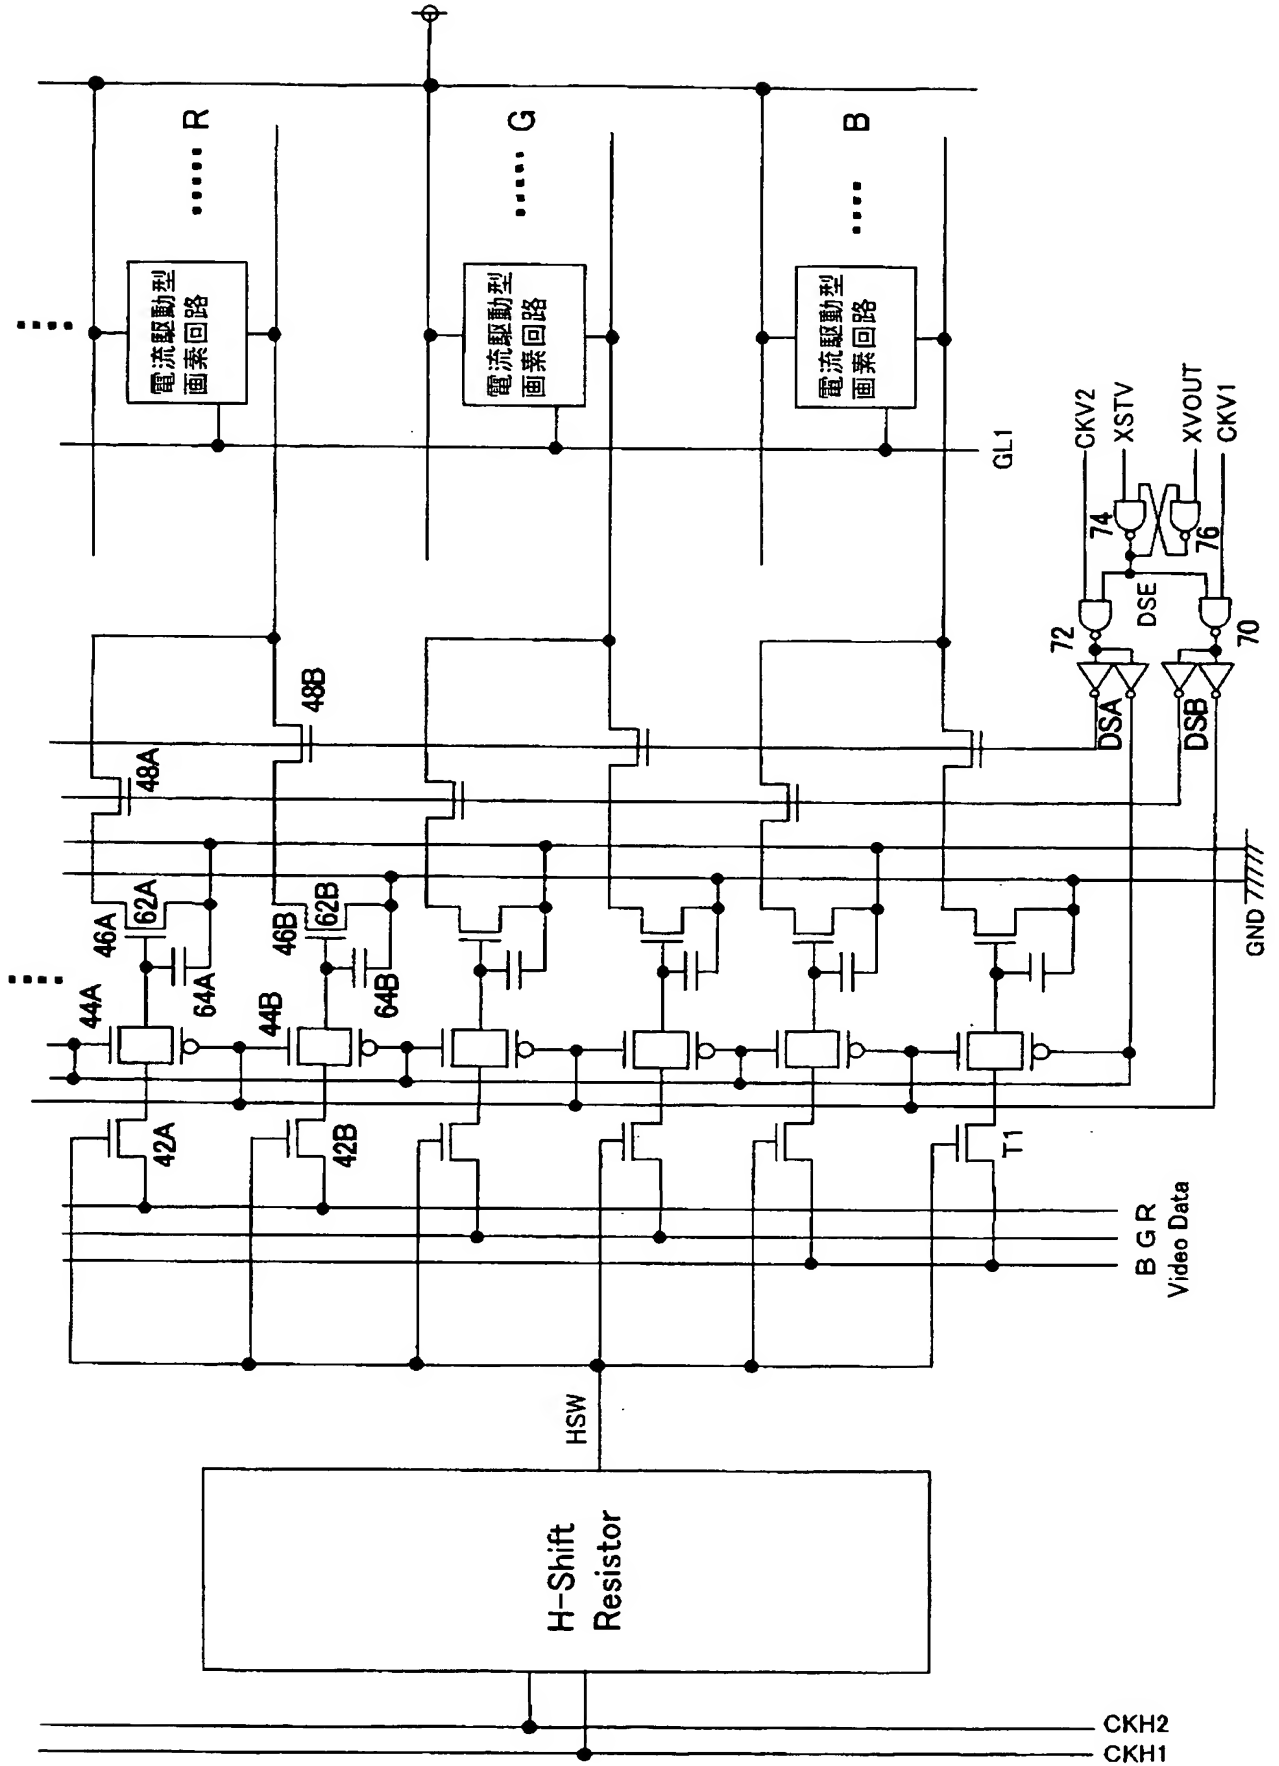 CKH1
CKH2
H-Shift
Resistor
HSW
B G R
Video Data
42A
42B
T1
44A
44B
46A
46B
62A
62B
64A
64B
GND
48A
48B
DSA
DSB
72
70
DSE
74
76
CKV2
XSTV
XVOUT
CKV1
GL1
電流駆動型
画素回路
R
電流駆動型
画素回路
G
電流駆動型
画素回路
B